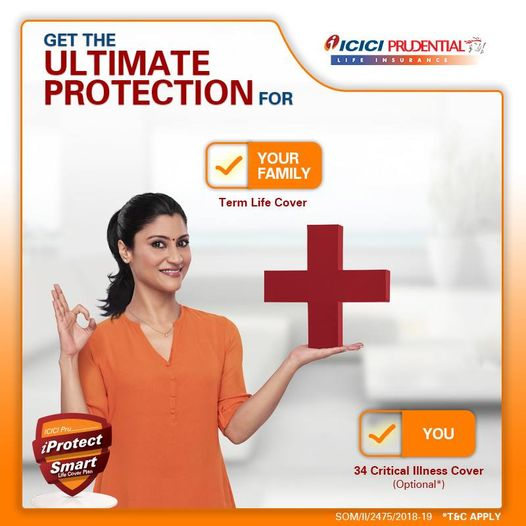 GET THE
ULTIMATE
PROTECTION FOR
ICICI PRUDENTIAL
LIFE INSURANCE
YOUR
FAMILY
Term Life Cover
YOU
34 Critical Illness Cover
(Optional*)
ICICI Pru
iProtect
Smart
Life Cover Plan
SOM/II/2475/2018-19 *T&C APPLY